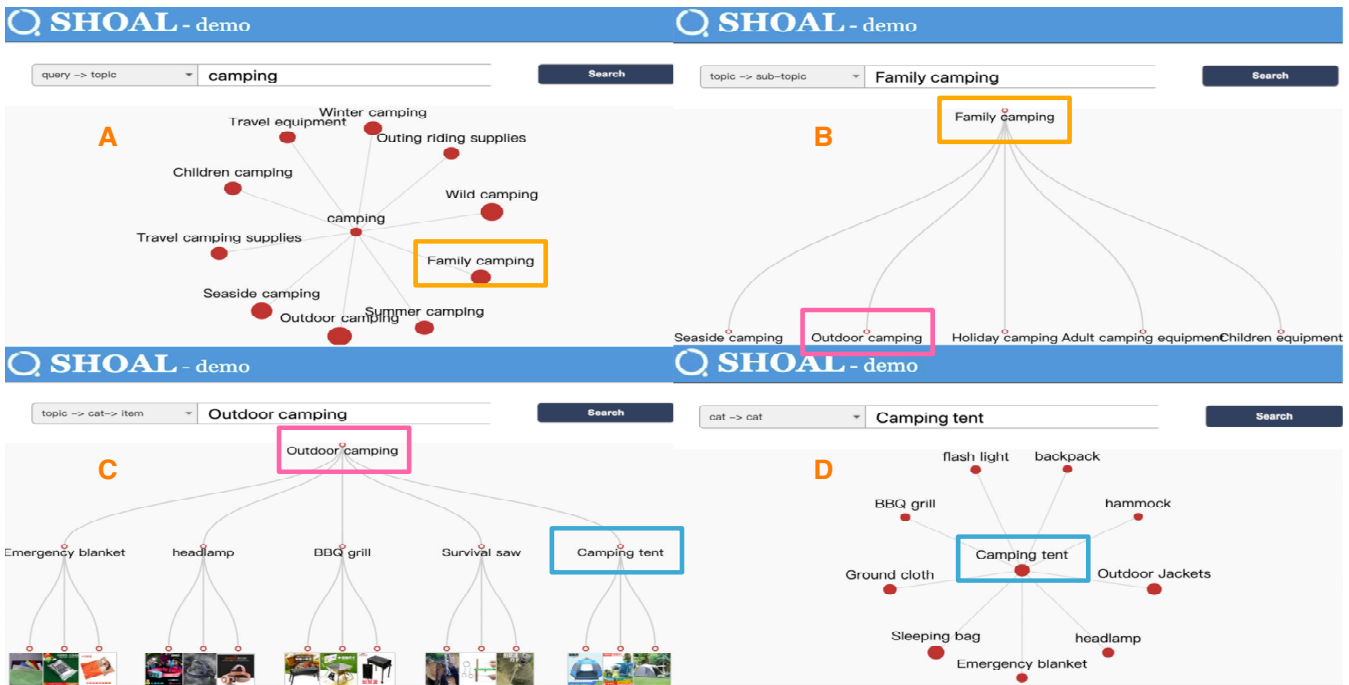 SHOAL - demo
query -> topic
camping
Search
A
Winter camping
Travel equipment
Outing riding supplies
Children camping
Wild camping
camping
Travel camping supplies
Family camping
Seaside camping
Outdoor camping
Summer camping
SHOAL - demo
topic -> sub-topic
Family camping
Search
B
Family camping
Seaside camping
Outdoor camping
Holiday camping
Adult camping equipment
Children equipment
SHOAL - demo
topic -> cat-> item
Outdoor camping
Search
C
Outdoor camping
Emergency blanket
headlamp
BBQ grill
Survival saw
Camping tent
SHOAL - demo
cat -> cat
Camping tent
Search
D
flash light
backpack
BBQ grill
hammock
Camping tent
Ground cloth
Outdoor Jackets
Sleeping bag
headlamp
Emergency blanket